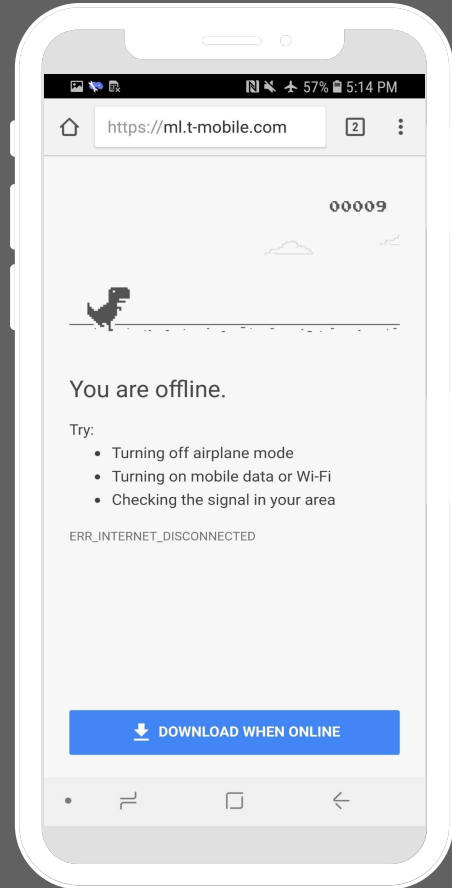 57% 5:14 PM
https://ml.t-mobile.com 2
00009
You are offline.
Try:
• Turning off airplane mode
• Turning on mobile data or Wi-Fi
• Checking the signal in your area
ERR_INTERNET_DISCONNECTED
DOWNLOAD WHEN ONLINE